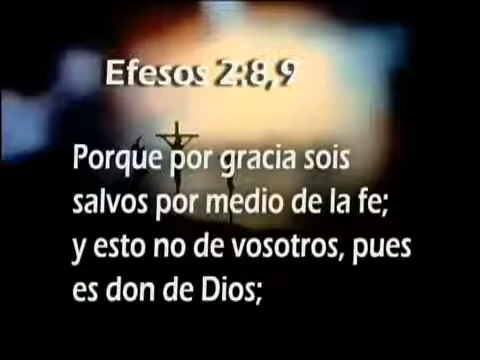 Efesos 2:8,9
Porque por gracia sois
salvos por medio de la fe;
y esto no de vosotros, pues
es don de Dios;